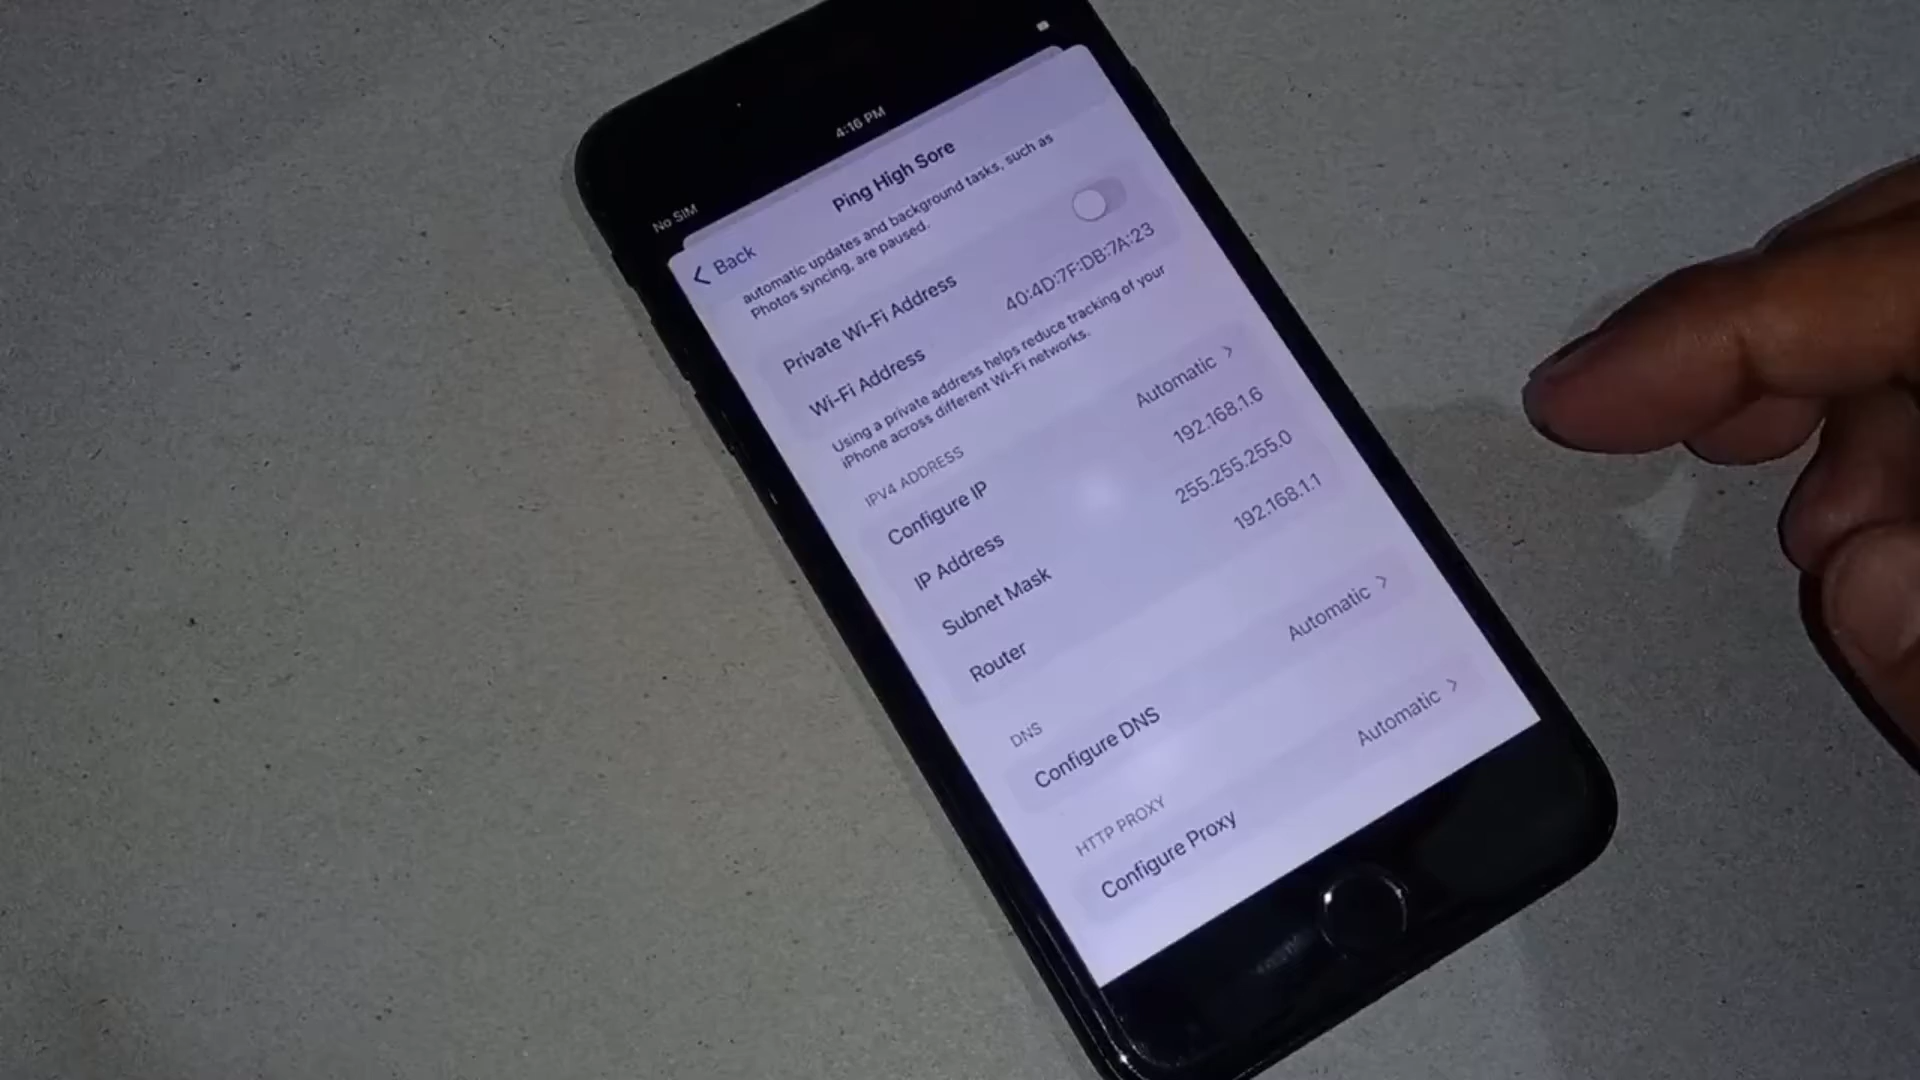 No SIM
4:16 PM
Back
Ping High Sore
automatic updates and background tasks, such as
Photos syncing, are paused.
Private Wi-Fi Address
Wi-Fi Address 40:4D:7F:DB:7A:23
Using a private address helps reduce tracking of your
iPhone across different Wi-Fi networks.
IPV4 ADDRESS
Configure IP Automatic
IP Address 192.168.1.6
Subnet Mask 255.255.255.0
Router 192.168.1.1
DNS
Configure DNS Automatic
HTTP PROXY
Configure Proxy Automatic